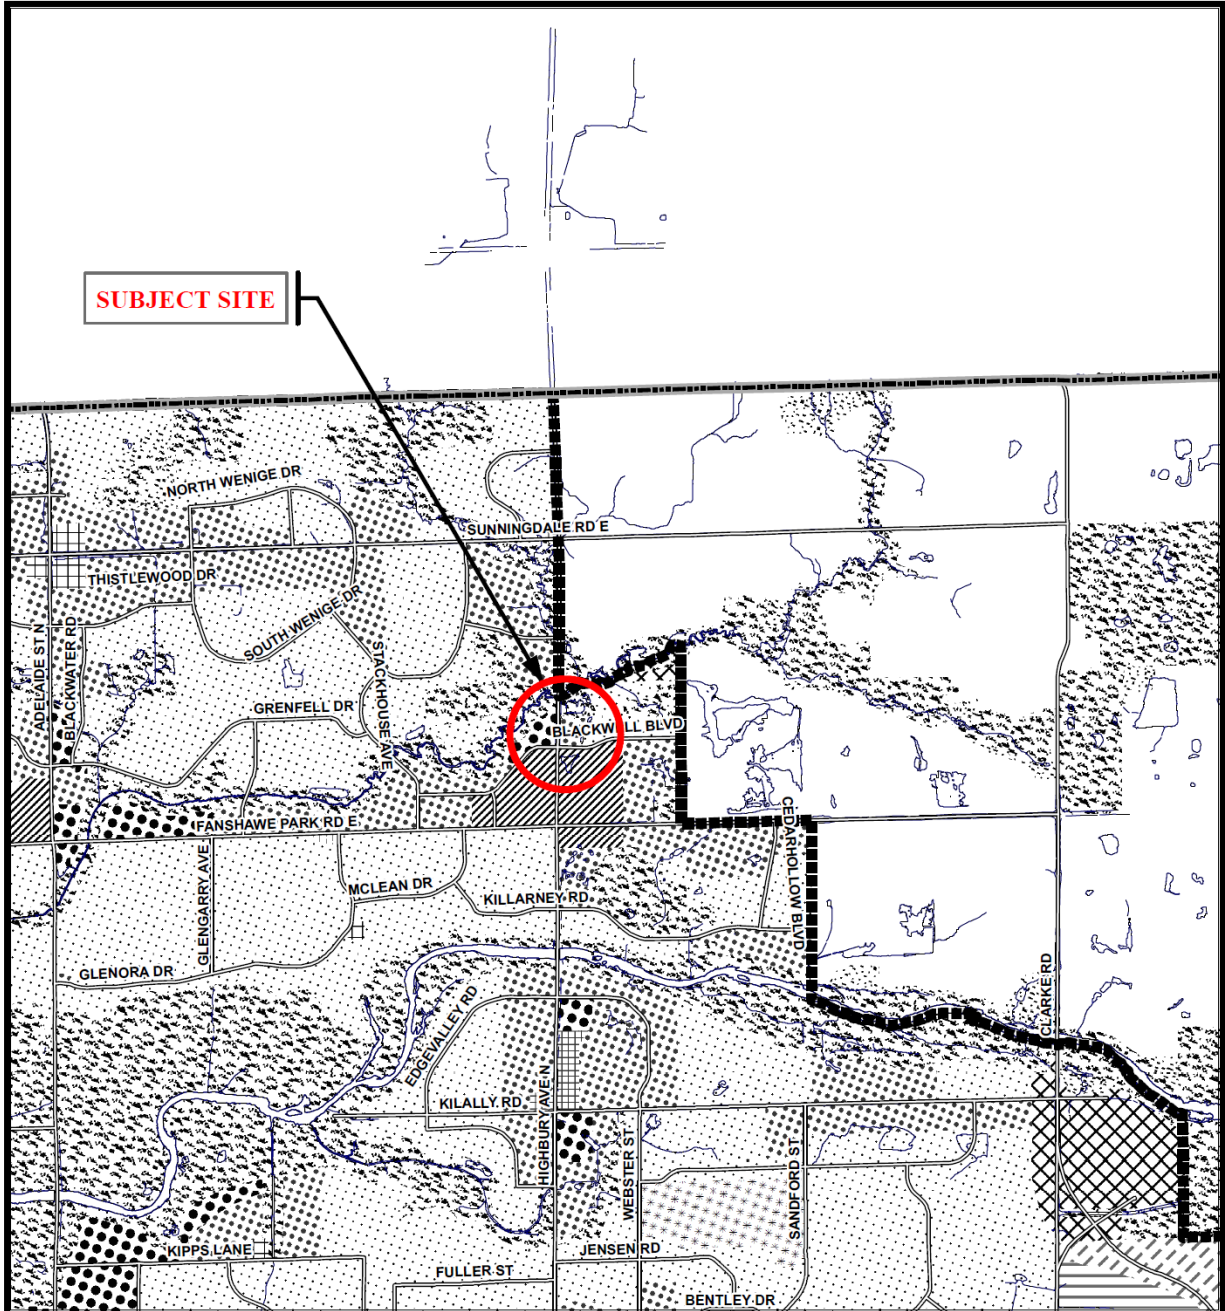 SUBJECT SITE
NORTH WENIGE DR
SUNNINGDALE RD E
THISTLEWOOD DR
SOUTH WENIGE DR
ADELAIDE ST N
BLACKWATER RD
STACKHOUSE AVE
GRENFELL DR
BLACKWELL BLVD
FANSHAWE PARK RD E
CEDARHOLLOW BLVD
GLENGARRY AVE
MCLEAN DR
KILLARNEY RD
GLENORA DR
EDGEVALLEY RD
CLARKE RD
KILALLY RD
HIGHBURY AVE N
WEBSTER ST
SANDFORD ST
KIPPS LANE
JENSEN RD
FULLER ST
BENTLEY DR